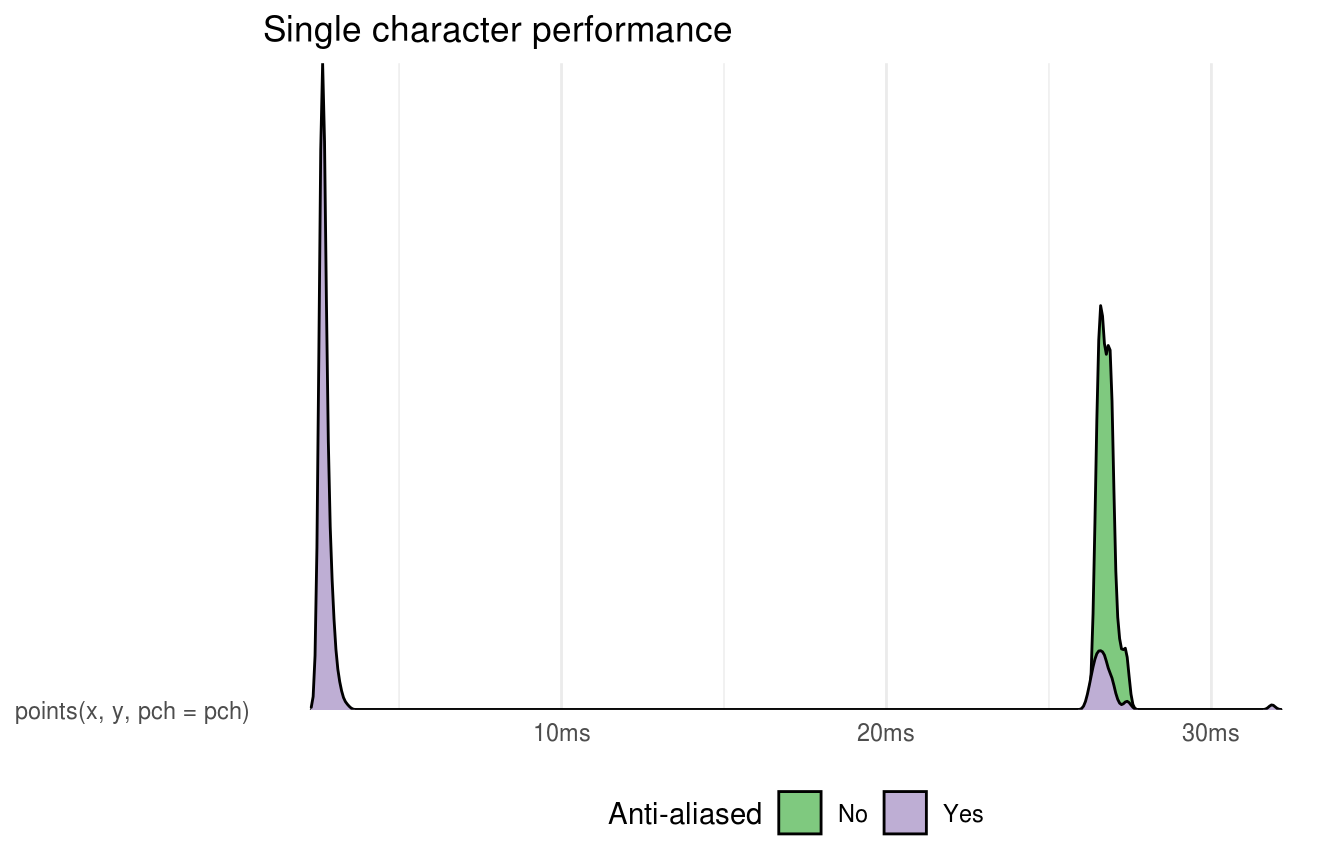 Single character performance
points(x, y, pch = pch)
10ms 20ms 30ms
Anti-aliased No Yes